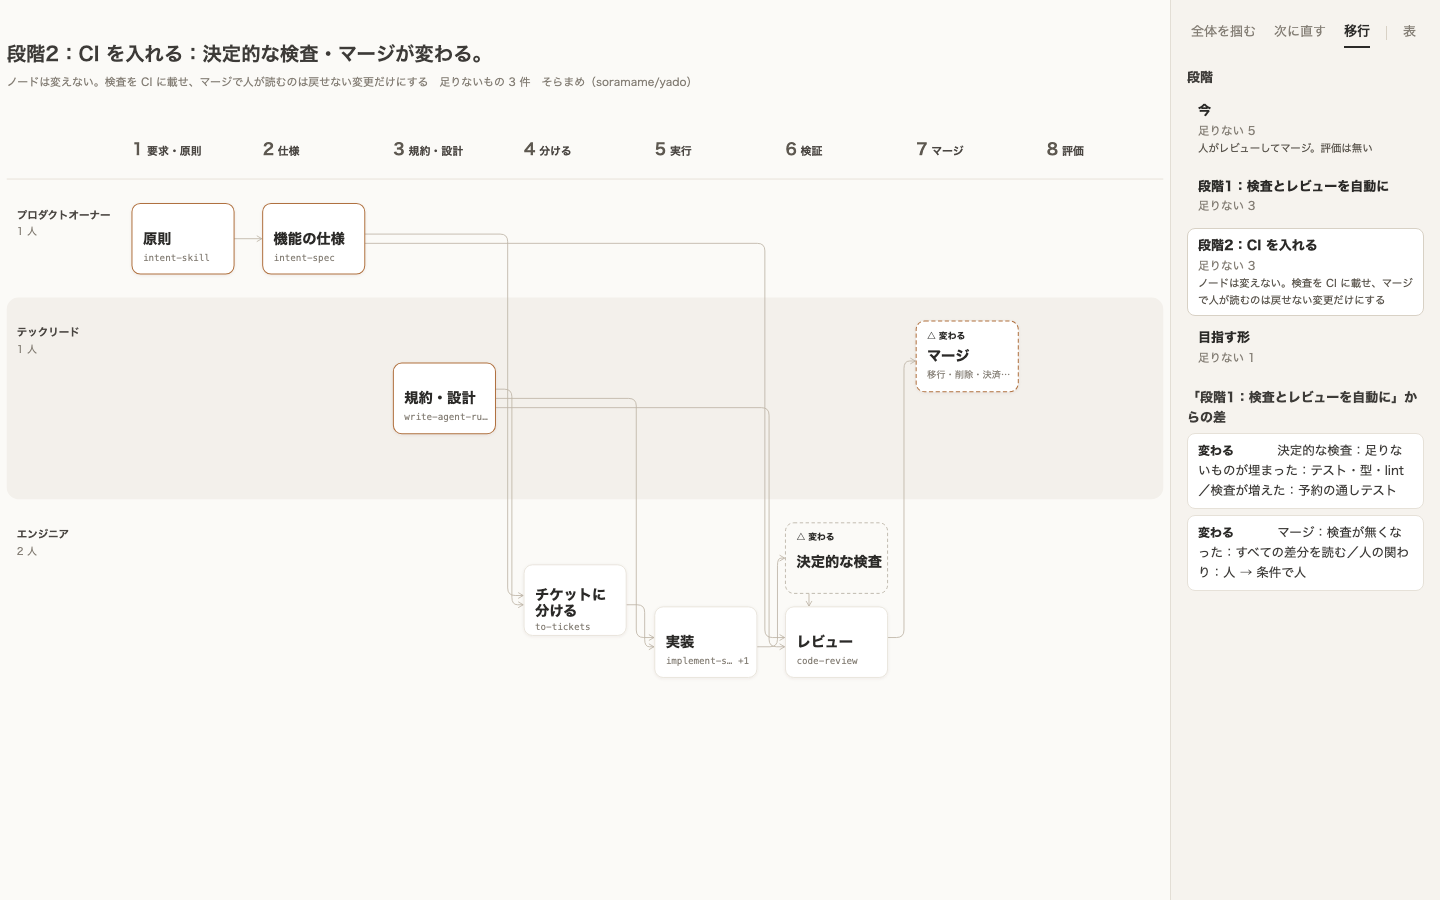 段階2：CI を入れる：決定的な検査・マージが変わる。
ノードは変えない。検査を CI に載せ、マージで人が読むのは戻せない変更だけにする　足りないもの 3 件　そらまめ（soramame/yado）
1 要求・原則
2 仕様
3 規約・設計
4 分ける
5 実行
6 検証
7 マージ
8 評価
プロダクトオーナー
1 人
原則
intent-skill
機能の仕様
intent-spec
テックリード
1 人
規約・設計
write-agent-ru…
△ 変わる
マージ
移行・削除・決済…
エンジニア
2 人
チケットに
分ける
to-tickets
実装
implement-s… +1
△ 変わる
決定的な検査
レビュー
code-review
全体を掴む
次に直す
移行
表
段階
今
足りない 5
人がレビューしてマージ。評価は無い
段階1：検査とレビューを自動に
足りない 3
段階2：CI を入れる
足りない 3
ノードは変えない。検査を CI に載せ、マージ
で人が読むのは戻せない変更だけにする
目指す形
足りない 1
「段階1：検査とレビューを自動に」か
らの差
変わる　決定的な検査：足りな
いものが埋まった：テスト・型・lint
／検査が増えた：予約の通しテスト
変わる　マージ：検査が無くな
った：すべての差分を読む／人の関わ
り：人 → 条件で人